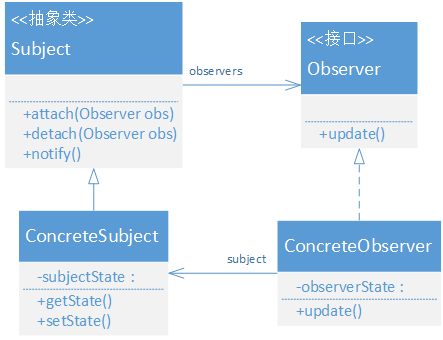 <<抽象类>>
Subject
+attach(Observer obs)
+detach(Observer obs)
+notify()
observers
<<接口>>
Observer
+update()
ConcreteSubject
-subjectState：
+getState()
+setState()
subject
ConcreteObserver
-observerState：
+update()